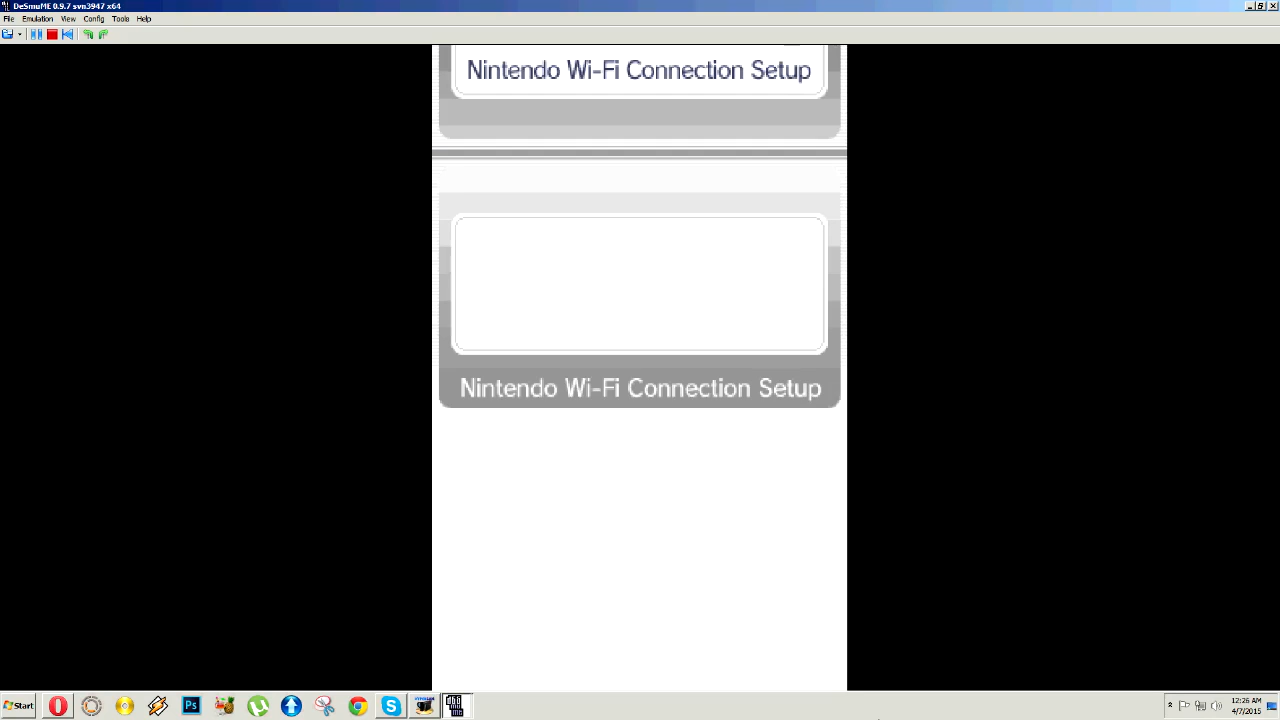 DeSmuME 0.9.7 svn3947 x64
File Emulation View Config Tools Help
Nintendo Wi-Fi Connection Setup
Nintendo Wi-Fi Connection Setup
Start
Ps
12:26 AM
4/7/2015